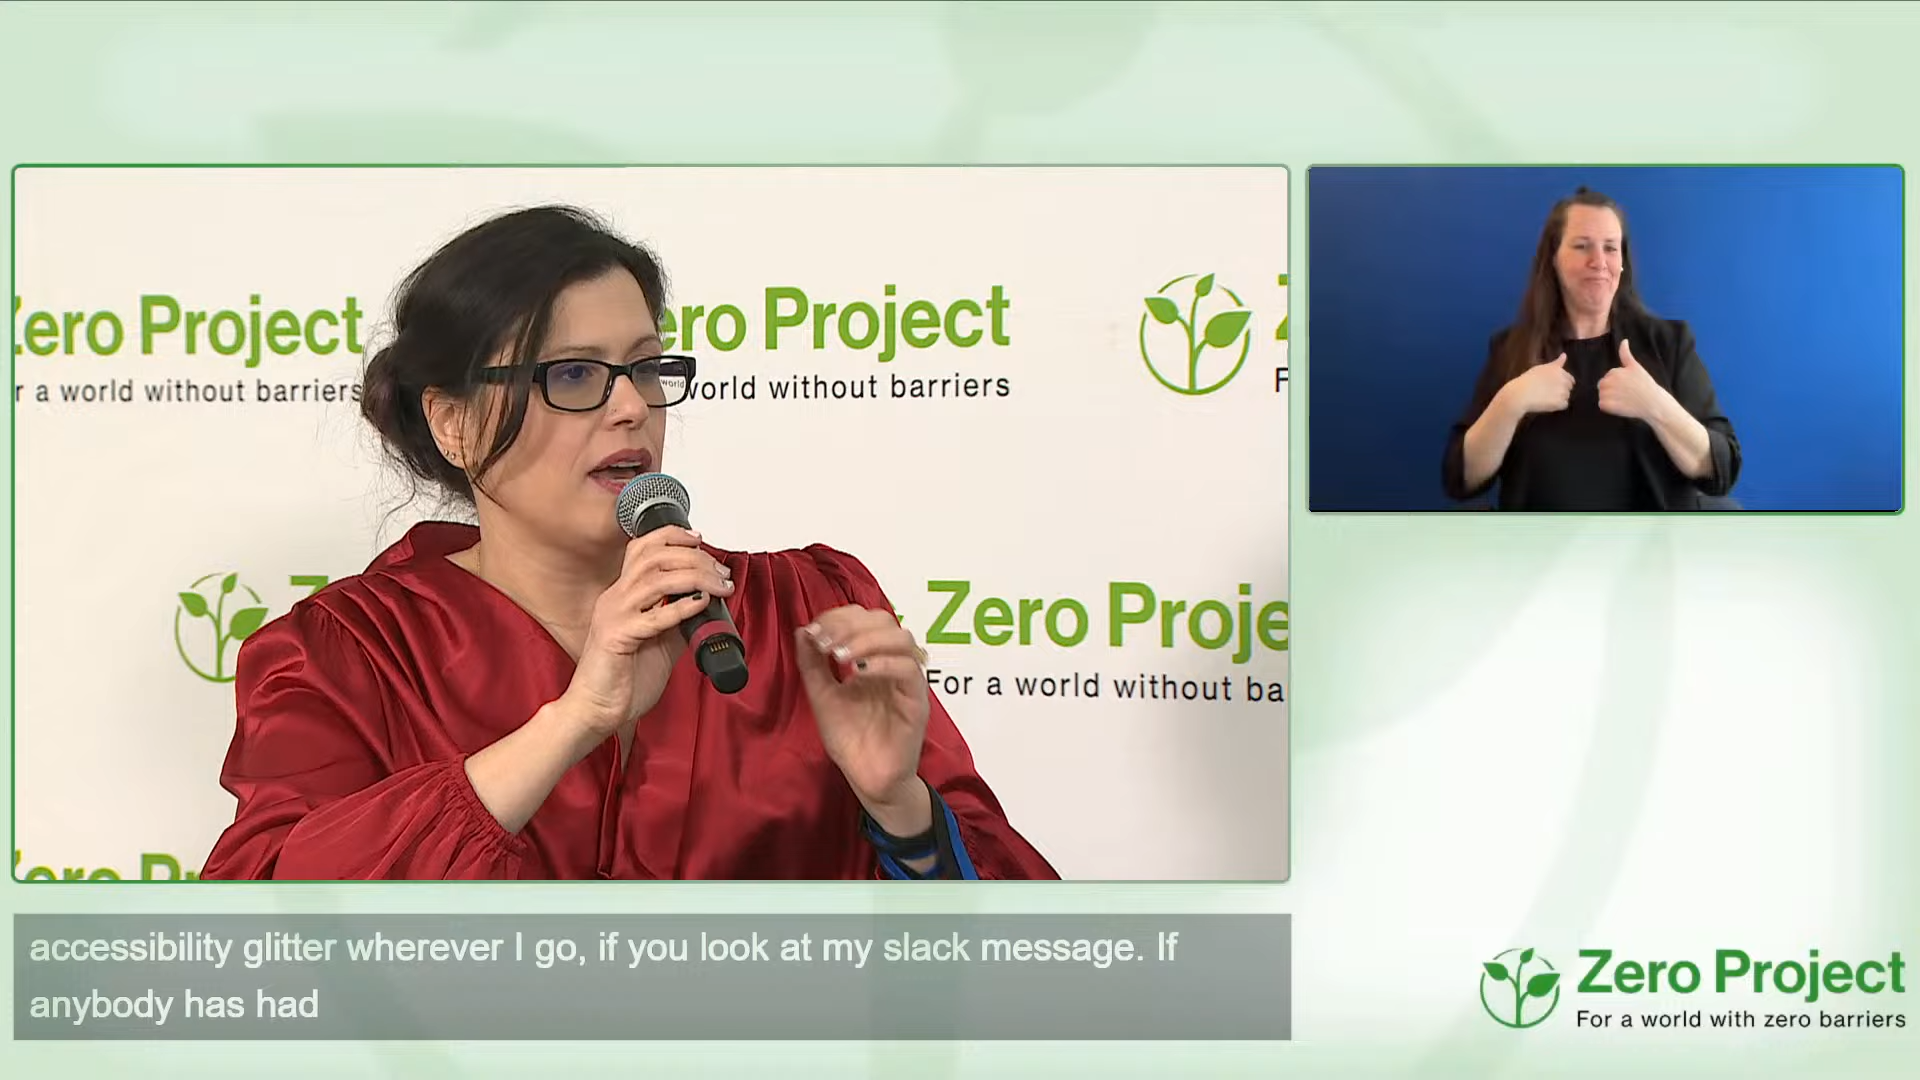 Zero Project
r a world without barriers
ero Project
world without barriers
Zero Proje
For a world without ba
accessibility glitter wherever I go, if you look at my slack message. If
anybody has had
Zero Project
For a world with zero barriers